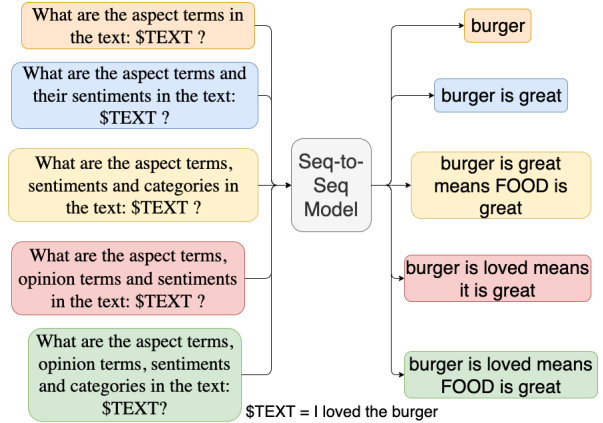 What are the aspect terms in
the text: $TEXT ?
What are the aspect terms and
their sentiments in the text:
$TEXT ?
What are the aspect terms,
sentiments and categories in
the text: $TEXT ?
What are the aspect terms,
opinion terms and sentiments
in the text: $TEXT ?
What are the aspect terms,
opinion terms, sentiments
and categories in the text:
$TEXT?
Seq-to-
Seq
Model
burger
burger is great
burger is great
means FOOD is
great
burger is loved means
it is great
burger is loved means
FOOD is great
$TEXT = I loved the burger